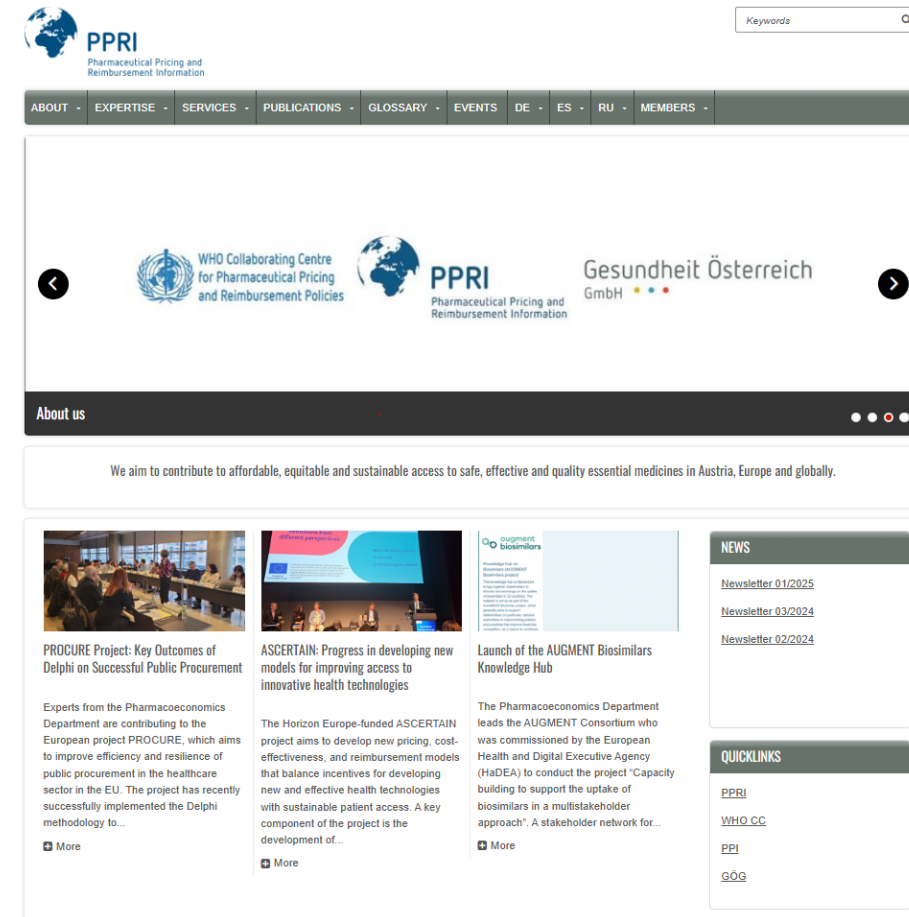 PPRI
Pharmaceutical Pricing and
Reimbursement Information
Keywords
ABOUT
EXPERTISE
SERVICES
PUBLICATIONS
GLOSSARY
EVENTS
DE
ES
RU
MEMBERS
WHO Collaborating Centre
for Pharmaceutical Pricing
and Reimbursement Policies
PPRI
Pharmaceutical Pricing and
Reimbursement Information
Gesundheit Österreich
GmbH
About us
We aim to contribute to affordable, equitable and sustainable access to safe, effective and quality essential medicines in Austria, Europe and globally.
PROCURE Project: Key Outcomes of
Delphi on Successful Public Procurement
Experts from the Pharmacoeconomics
Department are contributing to the
European project PROCURE, which aims
to improve efficiency and resilience of
public procurement in the healthcare
sector in the EU. The project has recently
successfully implemented the Delphi
methodology to...
More
different perspectives
ASCERTAIN: Progress in developing new
models for improving access to
innovative health technologies
The Horizon Europe-funded ASCERTAIN
project aims to develop new pricing, cost-
effectiveness, and reimbursement models
that balance incentives for developing
new and effective health technologies
with sustainable patient access. A key
component of the project is the
development of...
More
augment
biosimilars
Knowledge hub on
Biosimilars (AUGMENT
Biosimilars project)
Launch of the AUGMENT Biosimilars
Knowledge Hub
The Pharmacoeconomics Department
leads the AUGMENT Consortium who
was commissioned by the European
Health and Digital Executive Agency
(HaDEA) to conduct the project “Capacity
building to support the uptake of
biosimilars in a multistakeholder
approach”. A stakeholder network for...
More
NEWS
Newsletter 01/2025
Newsletter 03/2024
Newsletter 02/2024
QUICKLINKS
PPRI
WHO CC
PPI
GÖG